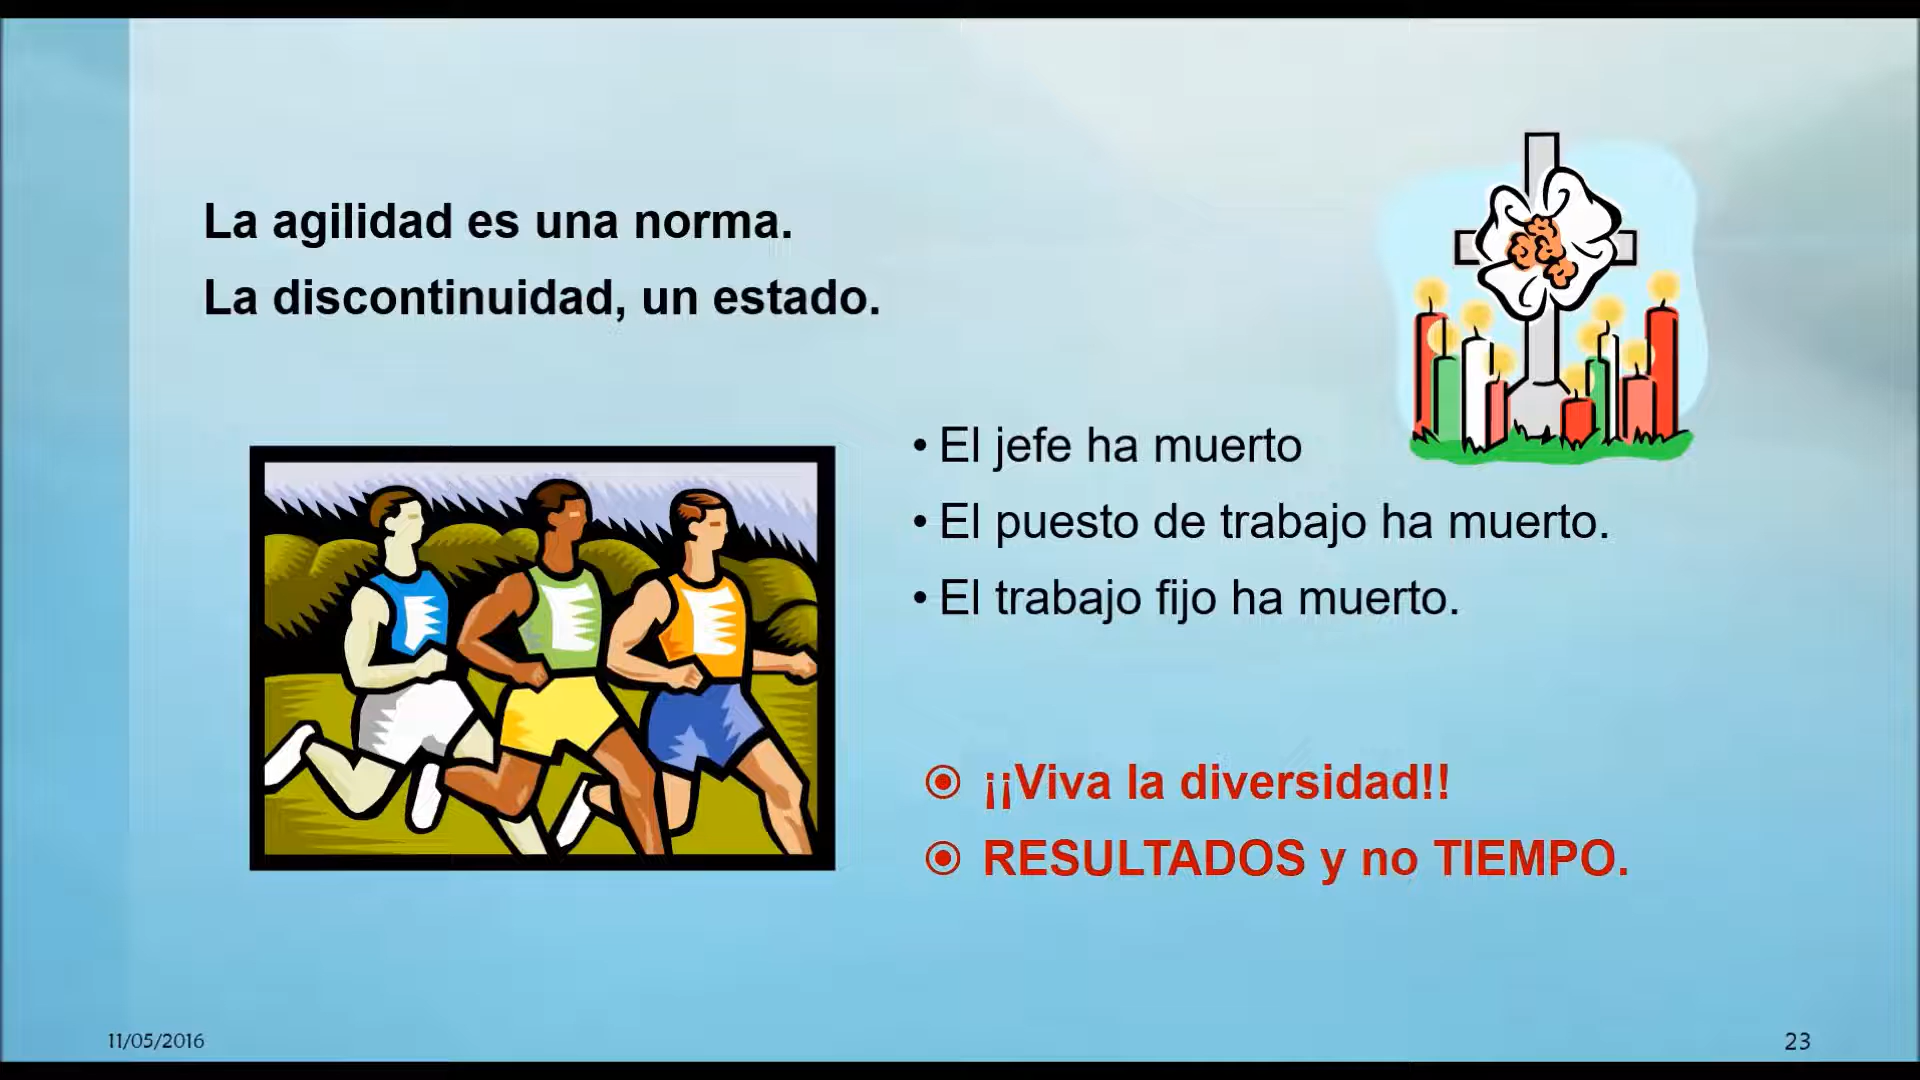 La agilidad es una norma.
La discontinuidad, un estado.
• El jefe ha muerto
• El puesto de trabajo ha muerto.
• El trabajo fijo ha muerto.
¡¡Viva la diversidad!!
RESULTADOS y no TIEMPO.
11/05/2016
23